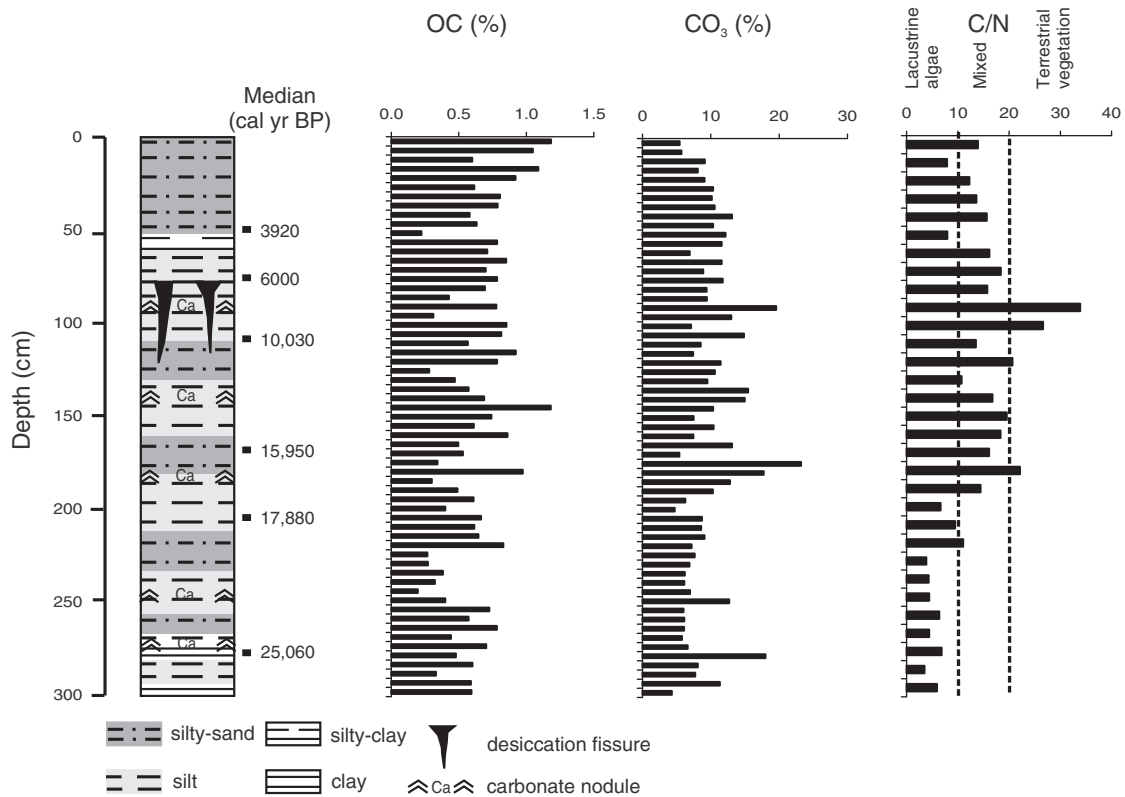 OC (%)
CO3 (%)
C/N
Lacustrine
algae
Mixed
Terrestrial
vegetation
Median
(cal yr BP)
0.0 0.5 1.0 1.5
0 10 20 30
0 10 20 30 40
Depth (cm)
0
50
100
150
200
250
300
3920
6000
Ca
10,030
Ca
15,950
Ca
17,880
Ca
Ca
25,060
silty-sand
silty-clay
desiccation fissure
silt
clay
Ca
carbonate nodule